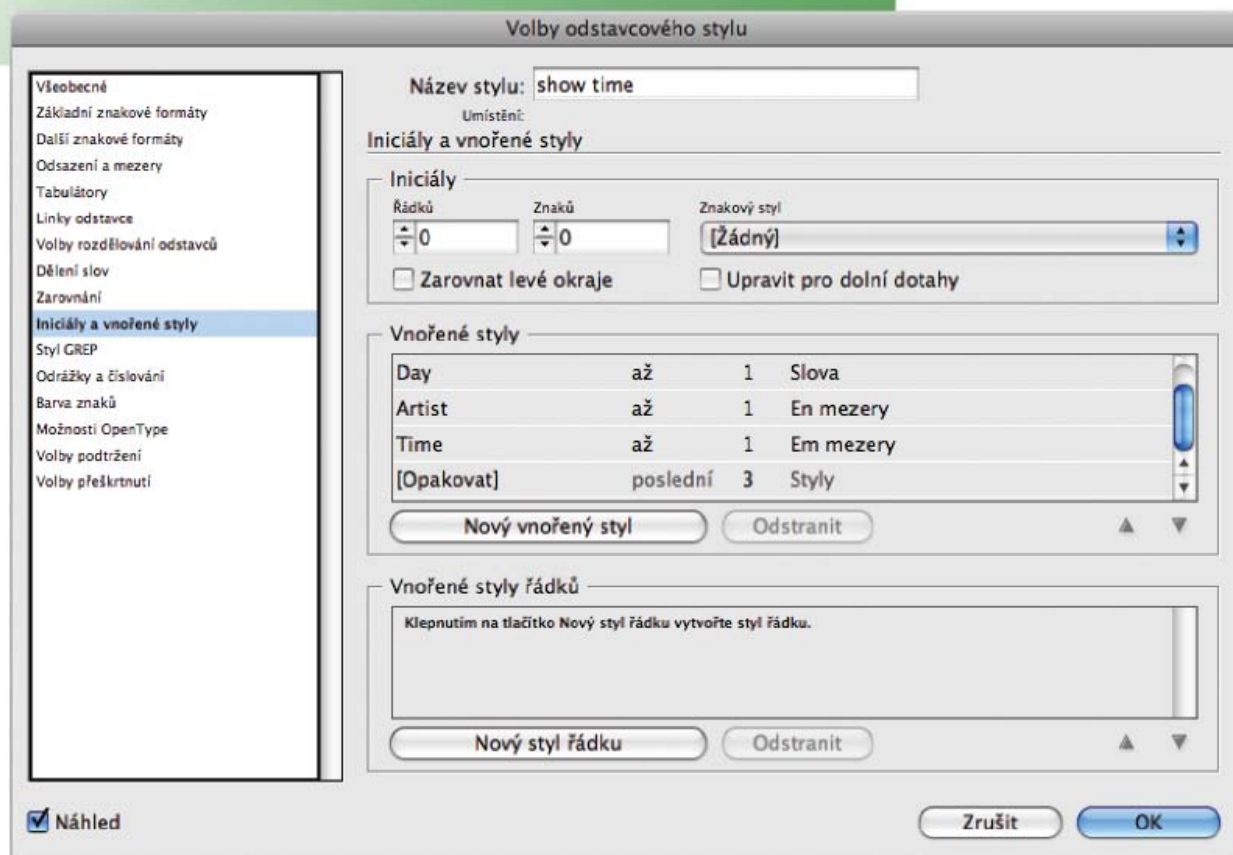 Volby odstavcového stylu
Všeobecné
Základní znakové formáty
Další znakové formáty
Odsazení a mezery
Tabulátory
Linky odstavce
Volby rozdělování odstavců
Dělení slov
Zarovnání
Iniciály a vnořené styly
Styl GREP
Odrážky a číslování
Barva znaků
Možnosti OpenType
Volby podtržení
Volby přeškrtnutí
Název stylu: show time
Umístění:
Iniciály a vnořené styly
Iniciály
Řádků Znaků Znakový styl
0 0 [Žádný]
Zarovnat levé okraje Upravit pro dolní dotahy
Vnořené styly
Day až 1 Slova
Artist až 1 En mezery
Time až 1 Em mezery
[Opakovat] poslední 3 Styly
Nový vnořený styl Odstranit
Vnořené styly řádků
Klepnutím na tlačítko Nový styl řádku vytvořte styl řádku.
Nový styl řádku Odstranit
Náhled Zrušit OK